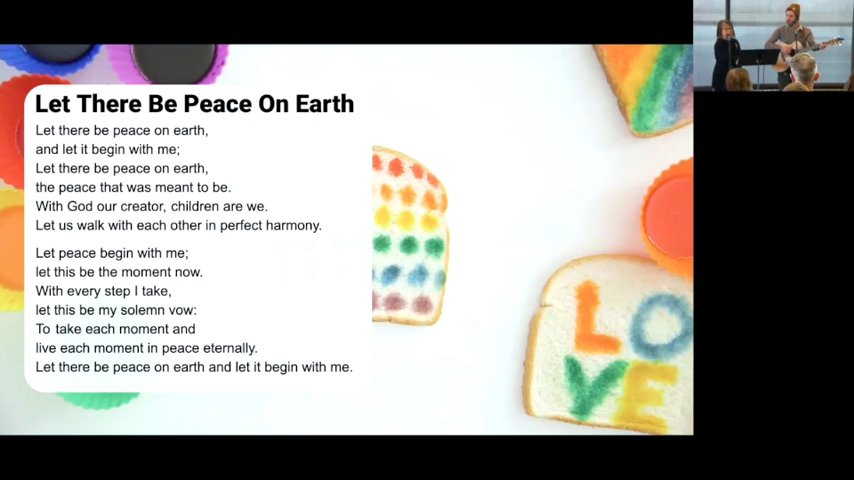 Let There Be Peace On Earth
Let there be peace on earth,
and let it begin with me;
Let there be peace on earth,
the peace that was meant to be.
With God our creator, children are we.
Let us walk with each other in perfect harmony.
Let peace begin with me;
let this be the moment now.
With every step I take,
let this be my solemn vow:
To take each moment and
live each moment in peace eternally.
Let there be peace on earth and let it begin with me.
LO
VE